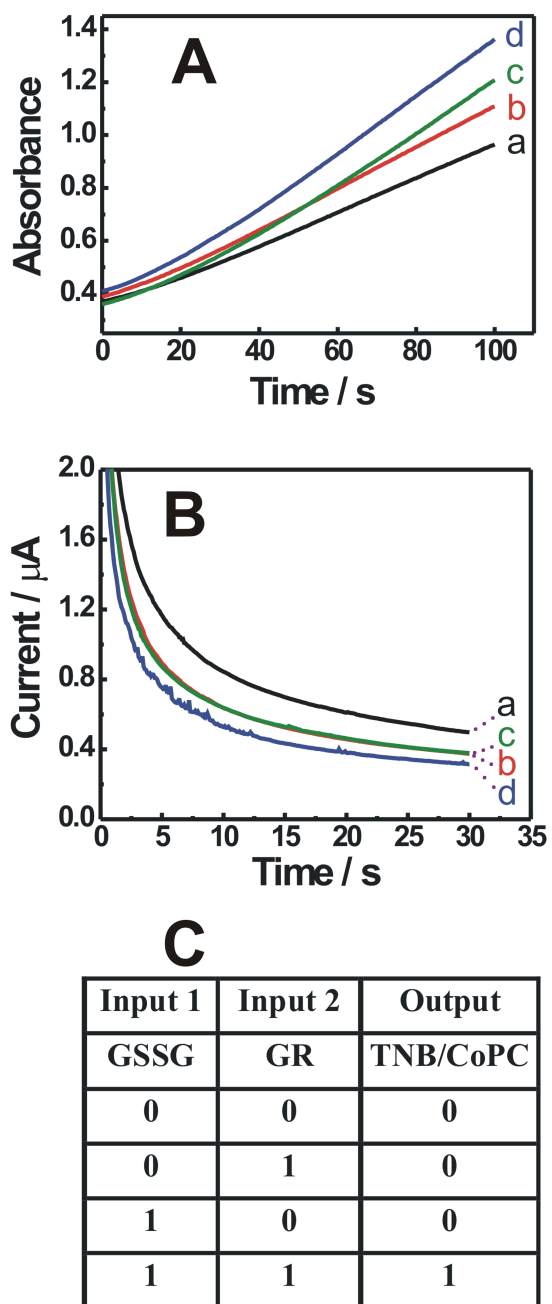 A
Absorbance
1.4
1.2
1.0
0.8
0.6
0.4
d
c
b
a
0 20 40 60 80 100
Time / s
B
Current / μA
2.0
1.6
1.2
0.8
0.4
0.0
a
c
b
d
0 5 10 15 20 25 30 35
Time / s
C
Input 1 Input 2 Output
GSSG GR TNB/CoPC
0 0 0
0 1 0
1 0 0
1 1 1